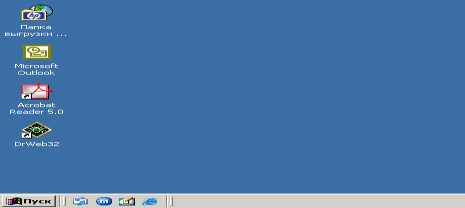 Папка
выгрузки ...
Microsoft
Outlook
Acrobat
Reader 5.0
DrWeb32
Пуск